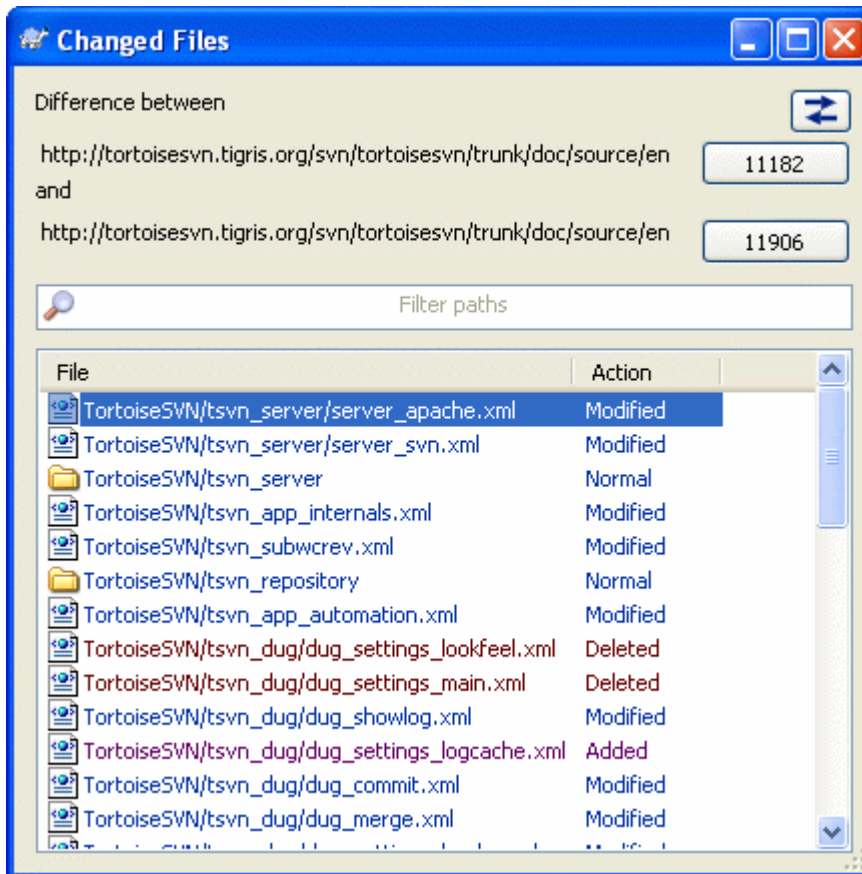 Changed Files
Difference between
http://tortoisesvn.tigris.org/svn/tortoisesvn/trunk/doc/source/en 11182
and
http://tortoisesvn.tigris.org/svn/tortoisesvn/trunk/doc/source/en 11906
Filter paths
File Action
TortoiseSVN/tsvn_server/server_apache.xml Modified
TortoiseSVN/tsvn_server/server_svn.xml Modified
TortoiseSVN/tsvn_server Normal
TortoiseSVN/tsvn_app_internals.xml Modified
TortoiseSVN/tsvn_subwcrev.xml Modified
TortoiseSVN/tsvn_repository Normal
TortoiseSVN/tsvn_app_automation.xml Modified
TortoiseSVN/tsvn_dug/dug_settings_lookfeel.xml Deleted
TortoiseSVN/tsvn_dug/dug_settings_main.xml Deleted
TortoiseSVN/tsvn_dug/dug_showlog.xml Modified
TortoiseSVN/tsvn_dug/dug_settings_logcache.xml Added
TortoiseSVN/tsvn_dug/dug_commit.xml Modified
TortoiseSVN/tsvn_dug/dug_merge.xml Modified